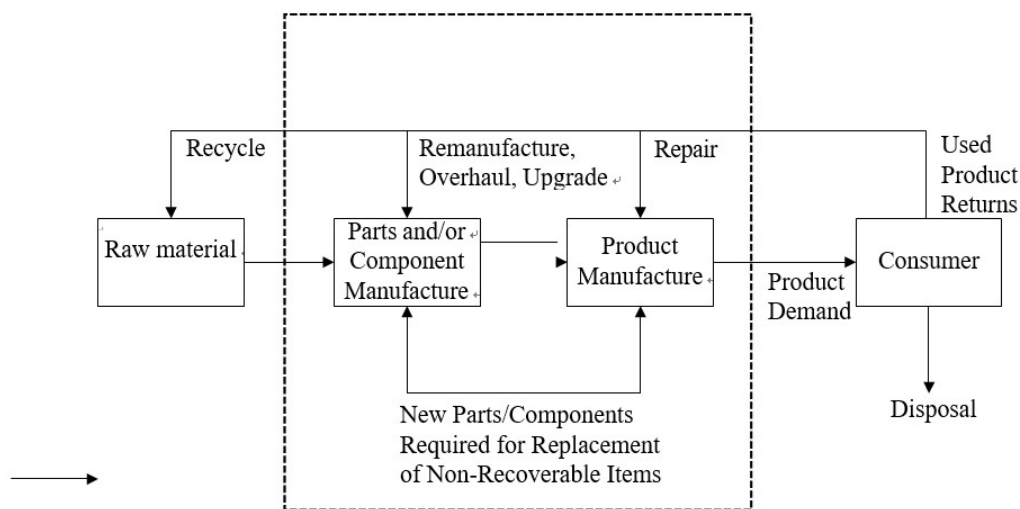 Recycle
Remanufacture,
Overhaul, Upgrade
Repair
Used
Product
Returns
Raw material
Parts and/or
Component
Manufacture
Product
Manufacture
Consumer
Product
Demand
New Parts/Components
Required for Replacement
of Non-Recoverable Items
Disposal